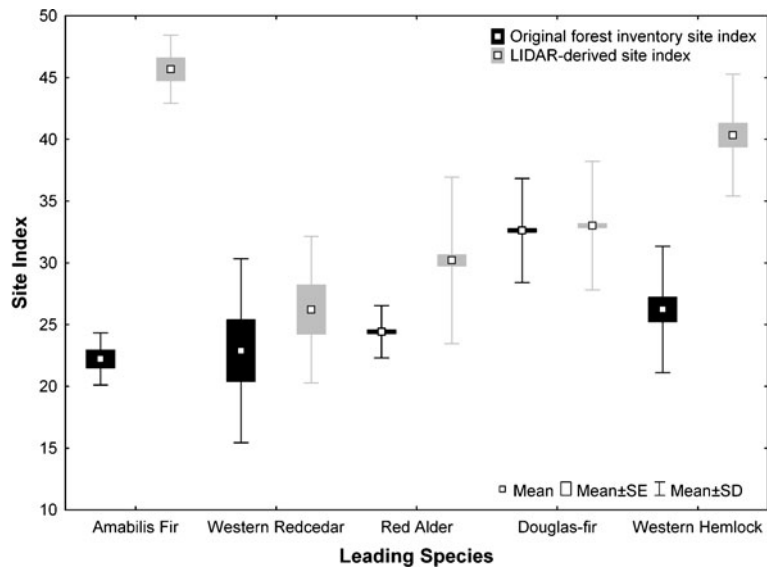 50
45
40
35
30
25
20
15
10
Site Index
Original forest inventory site index
LIDAR-derived site index
Mean Mean±SE Mean±SD
Amabilis Fir Western Redcedar Red Alder Douglas-fir Western Hemlock
Leading Species